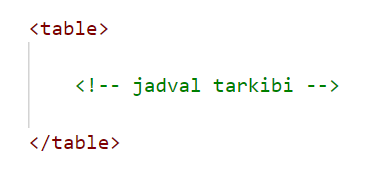 <table>
<!-- jadval tarkibi -->
</table>